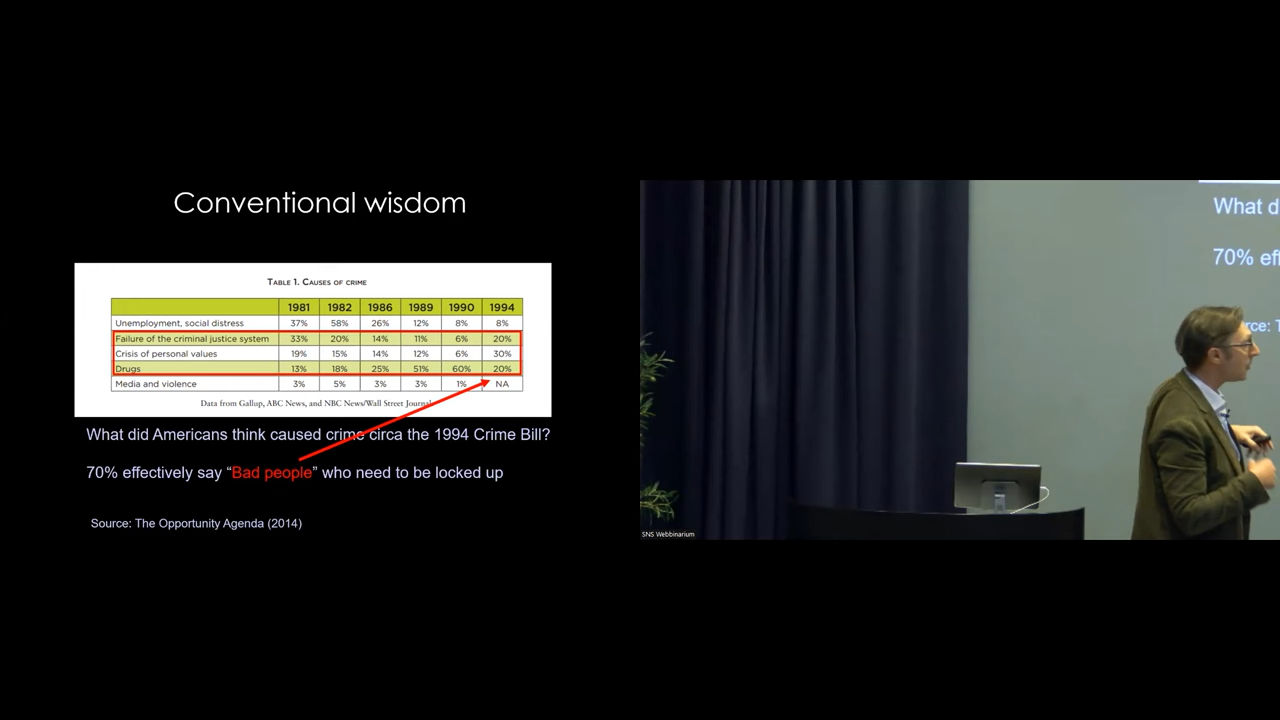 Conventional wisdom
TABLE 1. CAUSES OF CRIME
1981 1982 1986 1989 1990 1994
Unemployment, social distress 37% 58% 26% 12% 8% 8%
Failure of the criminal justice system 33% 20% 14% 11% 6% 20%
Crisis of personal values 19% 15% 14% 12% 6% 30%
Drugs 13% 18% 25% 51% 60% 20%
Media and violence 3% 5% 3% 3% 1% NA
Data from Gallup, ABC News, and NBC News/Wall Street Journal
What did Americans think caused crime circa the 1994 Crime Bill?
70% effectively say “Bad people” who need to be locked up
Source: The Opportunity Agenda (2014)
What d
70% eff
rce: T
SNS Webbinarium